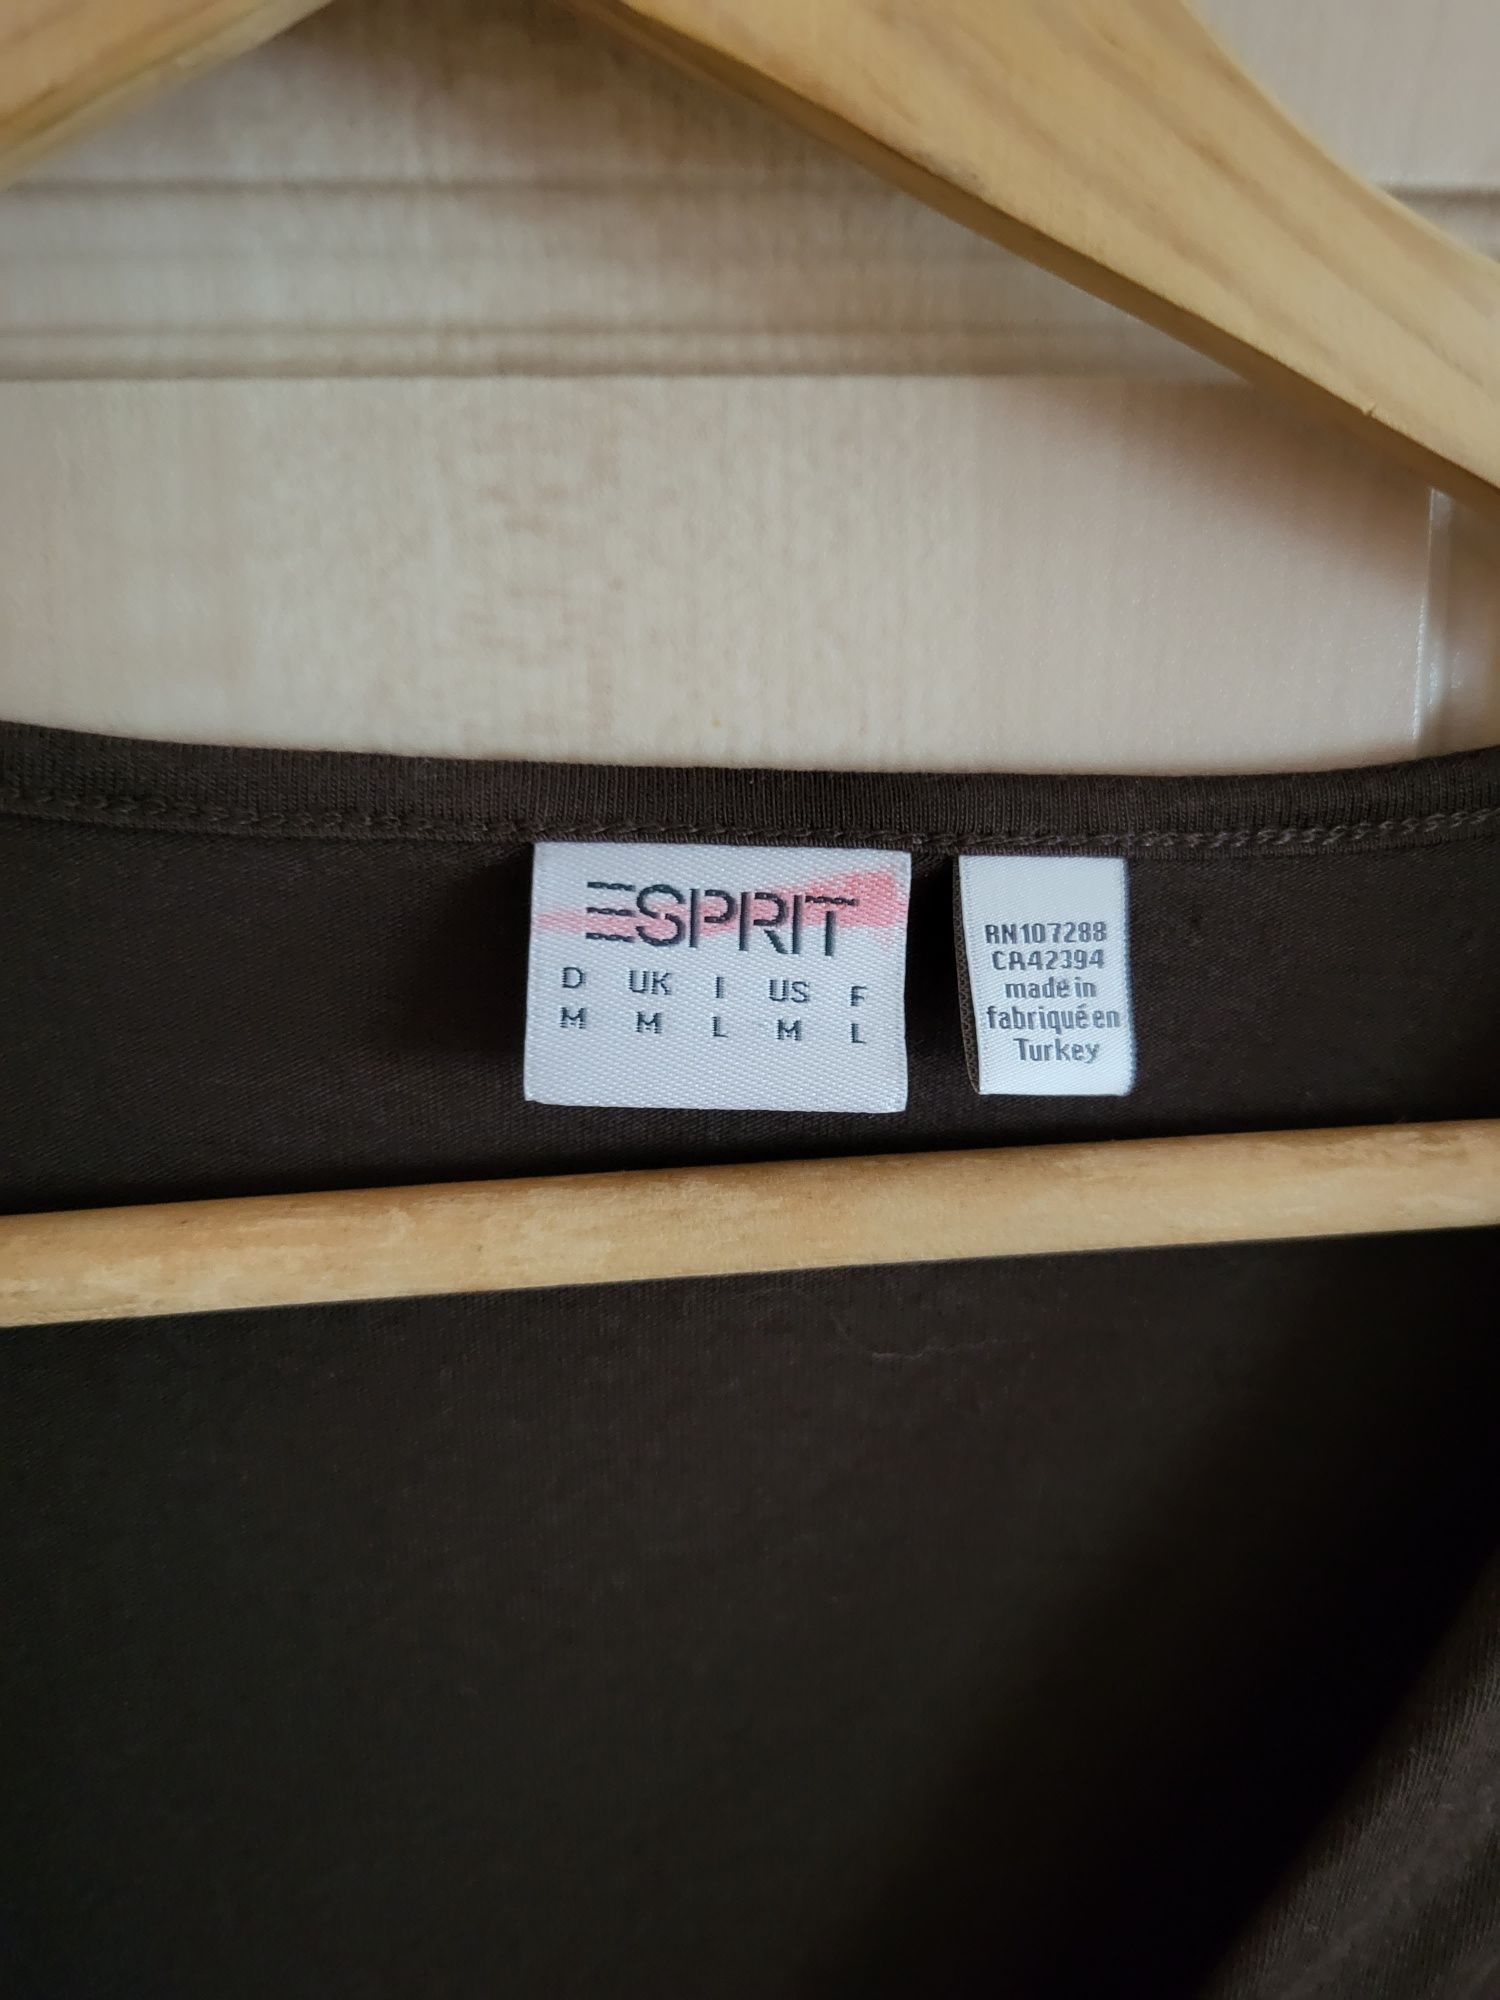 ESPRIT
D UK I US F
M M L M L
RN107288
CA42394
made in
fabriqué en
Turkey